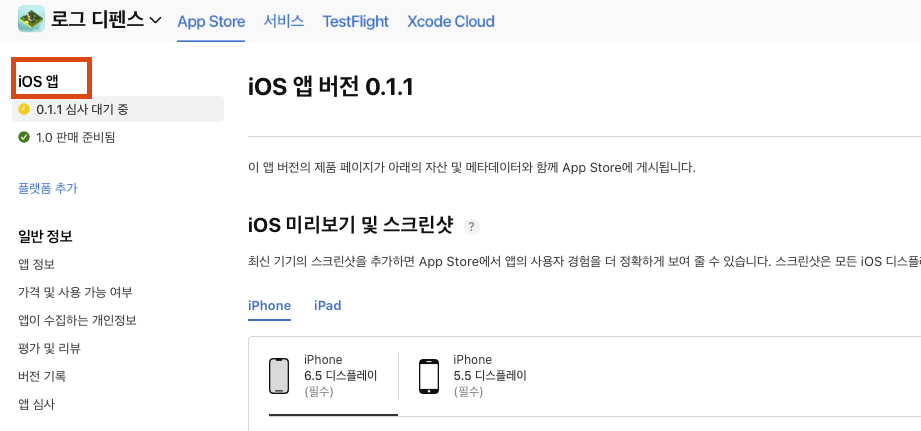 로그 디펜스 App Store 서비스 TestFlight Xcode Cloud
iOS 앱
0.1.1 심사 대기 중
1.0 판매 준비됨
플랫폼 추가
일반 정보
앱 정보
가격 및 사용 가능 여부
앱이 수집하는 개인정보
평가 및 리뷰
버전 기록
앱 심사
iOS 앱 버전 0.1.1
이 앱 버전의 제품 페이지가 아래의 자산 및 메타데이터와 함께 App Store에 게시됩니다.
iOS 미리보기 및 스크린샷 ?
최신 기기의 스크린샷을 추가하면 App Store에서 앱의 사용자 경험을 더 정확하게 보여 줄 수 있습니다. 스크린샷은 모든 iOS
iPhone iPad
iPhone
6.5 디스플레이
(필수)
iPhone
5.5 디스플레이
(필수)